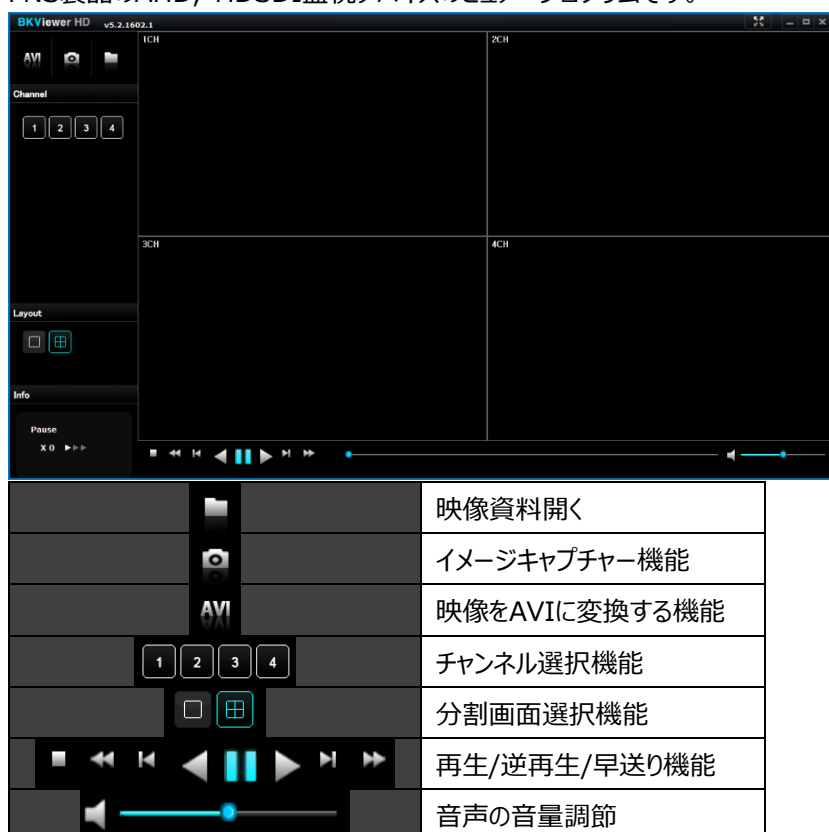 BKViewer HD v5.2.1602.1
AVI
1CH
2CH
Channel
1 2 3 4
3CH
4CH
Layout
Info
Pause
X 0
映像資料開く
イメージキャプチャー機能
AVI
映像をAVIに変換する機能
1 2 3 4
チャンネル選択機能
分割画面選択機能
再生/逆再生/早送り機能
音声の音量調節